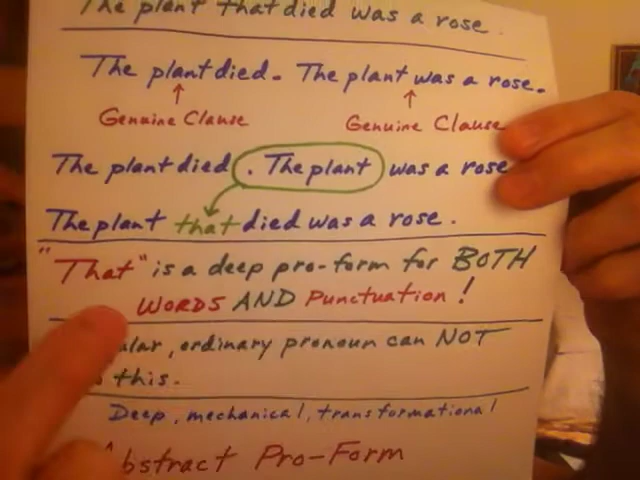 The plant that died was a rose.
The plant died. The plant was a rose.
Genuine Clause Genuine Clause
The plant died . The plant was a rose
The plant that died was a rose.
"That" is a deep pro-form for BOTH
WORDS AND Punctuation!
ordinary pronoun can NOT
this.
Deep, mechanical, transformational
Abstract Pro-Form